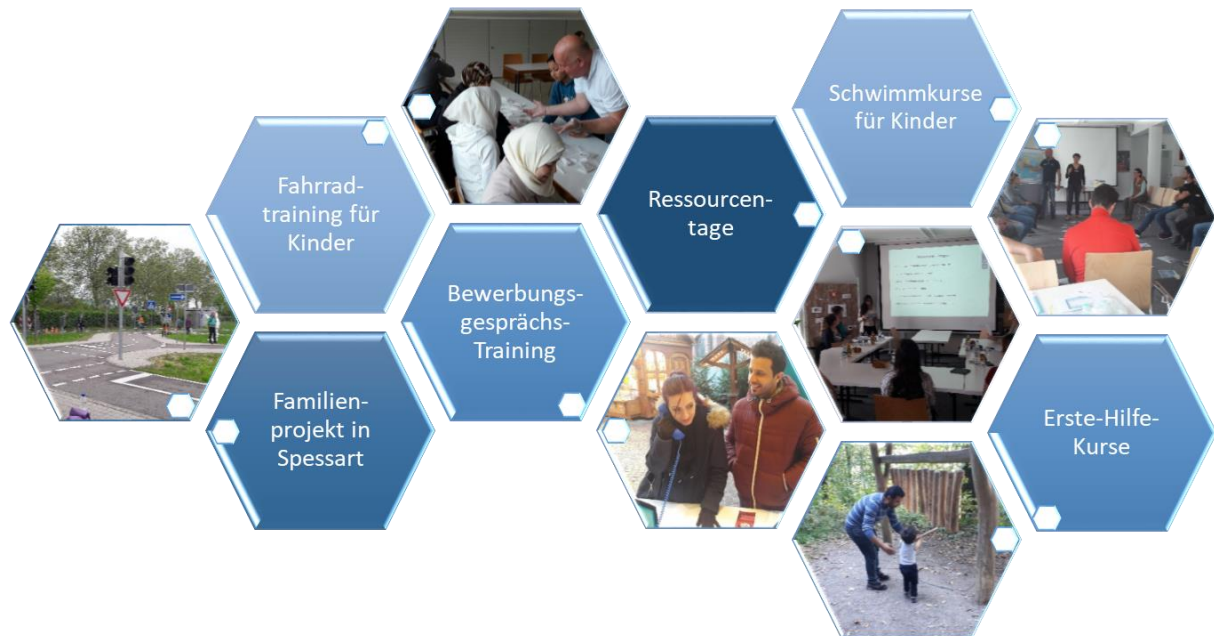 Schwimmkurse
für Kinder
Fahrrad-
training für
Kinder
Ressourcen-
tage
Bewerbungs-
gesprächs-
Training
Familien-
projekt in
Spessart
Erste-Hilfe-
Kurse